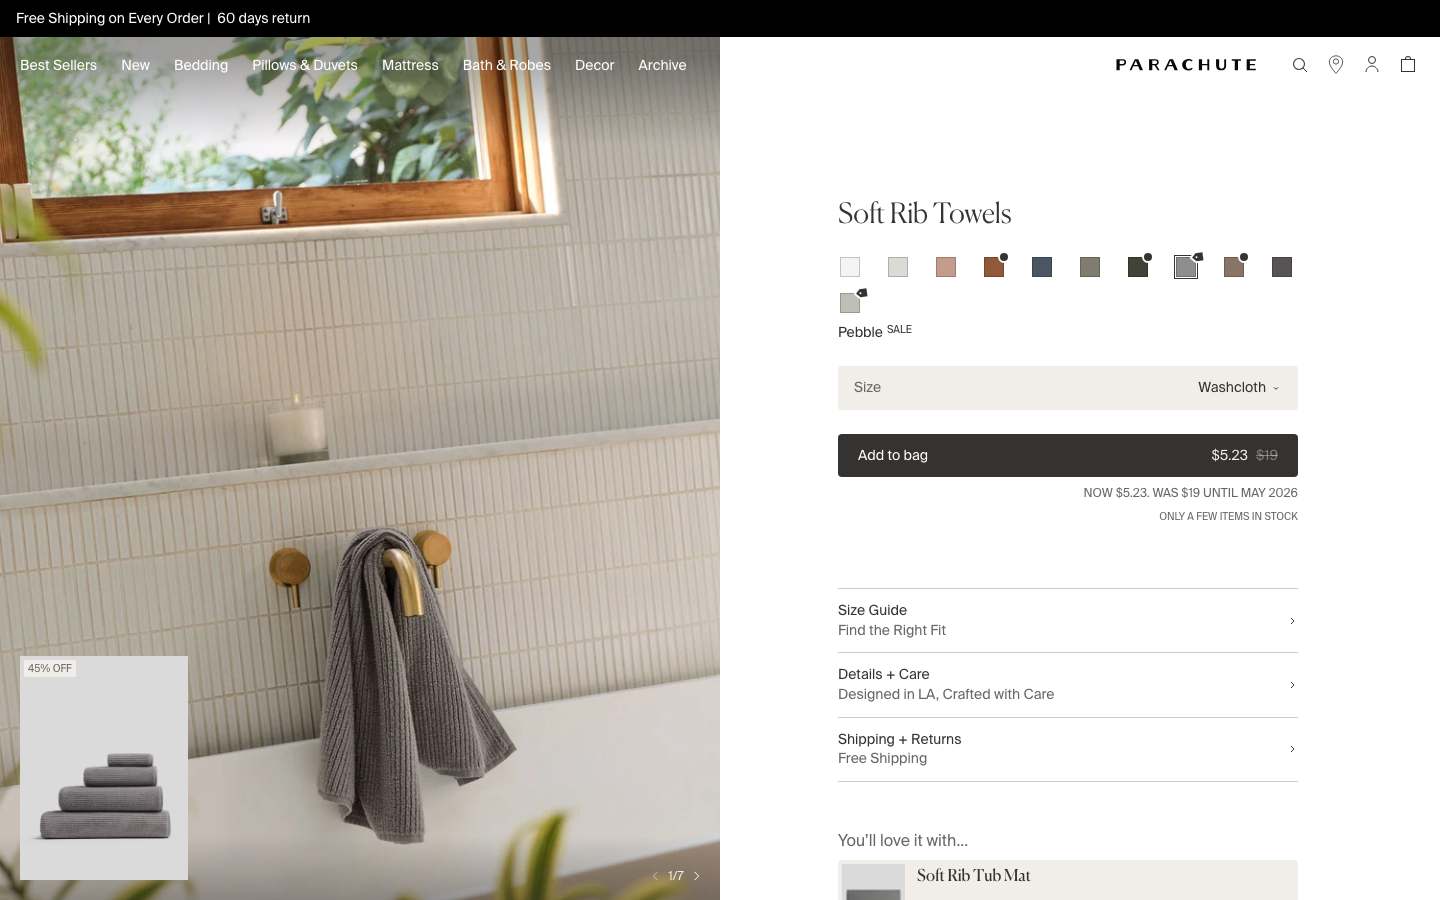 Free Shipping on Every Order | 60 days return
Best Sellers New Bedding Pillows & Duvets Mattress Bath & Robes Decor Archive
PARACHUTE
Soft Rib Towels
Pebble SALE
Size Washcloth
Add to bag $5.23 $19
NOW $5.23. WAS $19 UNTIL MAY 2026
ONLY A FEW ITEMS IN STOCK
Size Guide
Find the Right Fit
Details + Care
Designed in LA, Crafted with Care
Shipping + Returns
Free Shipping
You'll love it with...
Soft Rib Tub Mat
45% OFF
1/7